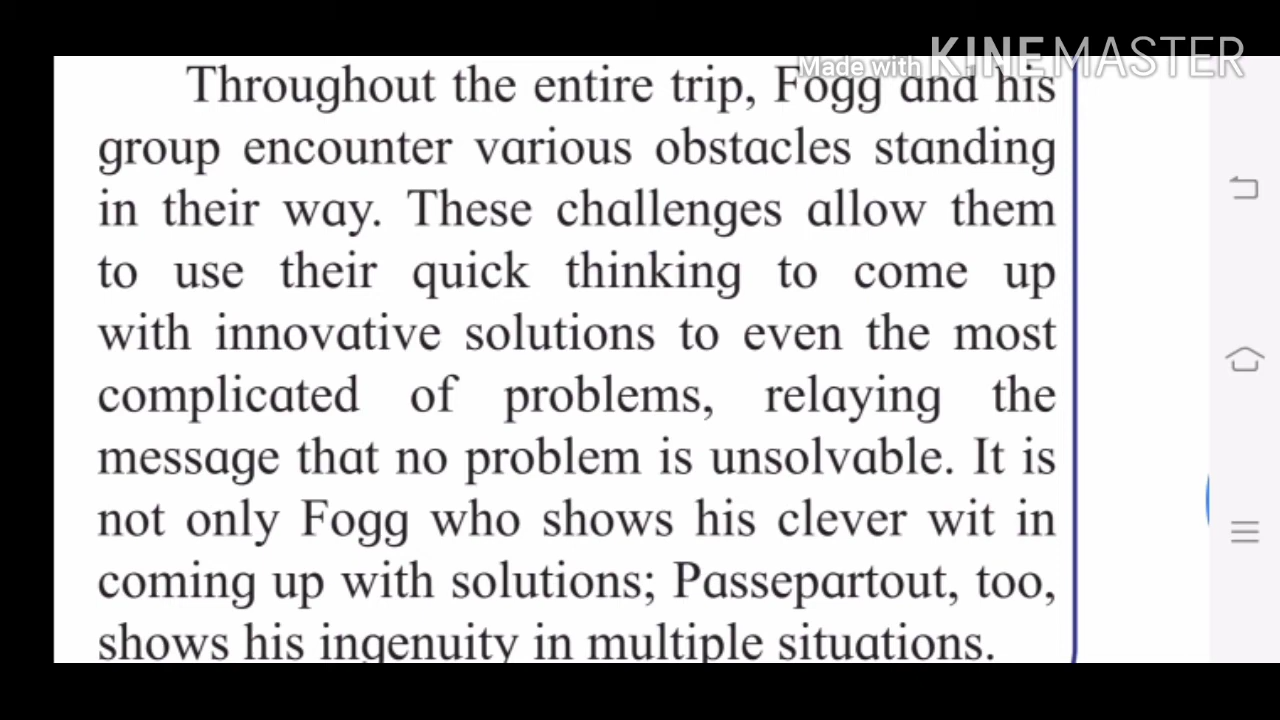 Made with KINEMASTER
Throughout the entire trip, Fogg and his
group encounter various obstacles standing
in their way. These challenges allow them
to use their quick thinking to come up
with innovative solutions to even the most
complicated of problems, relaying the
message that no problem is unsolvable. It is
not only Fogg who shows his clever wit in
coming up with solutions; Passepartout, too,
shows his ingenuity in multiple situations.